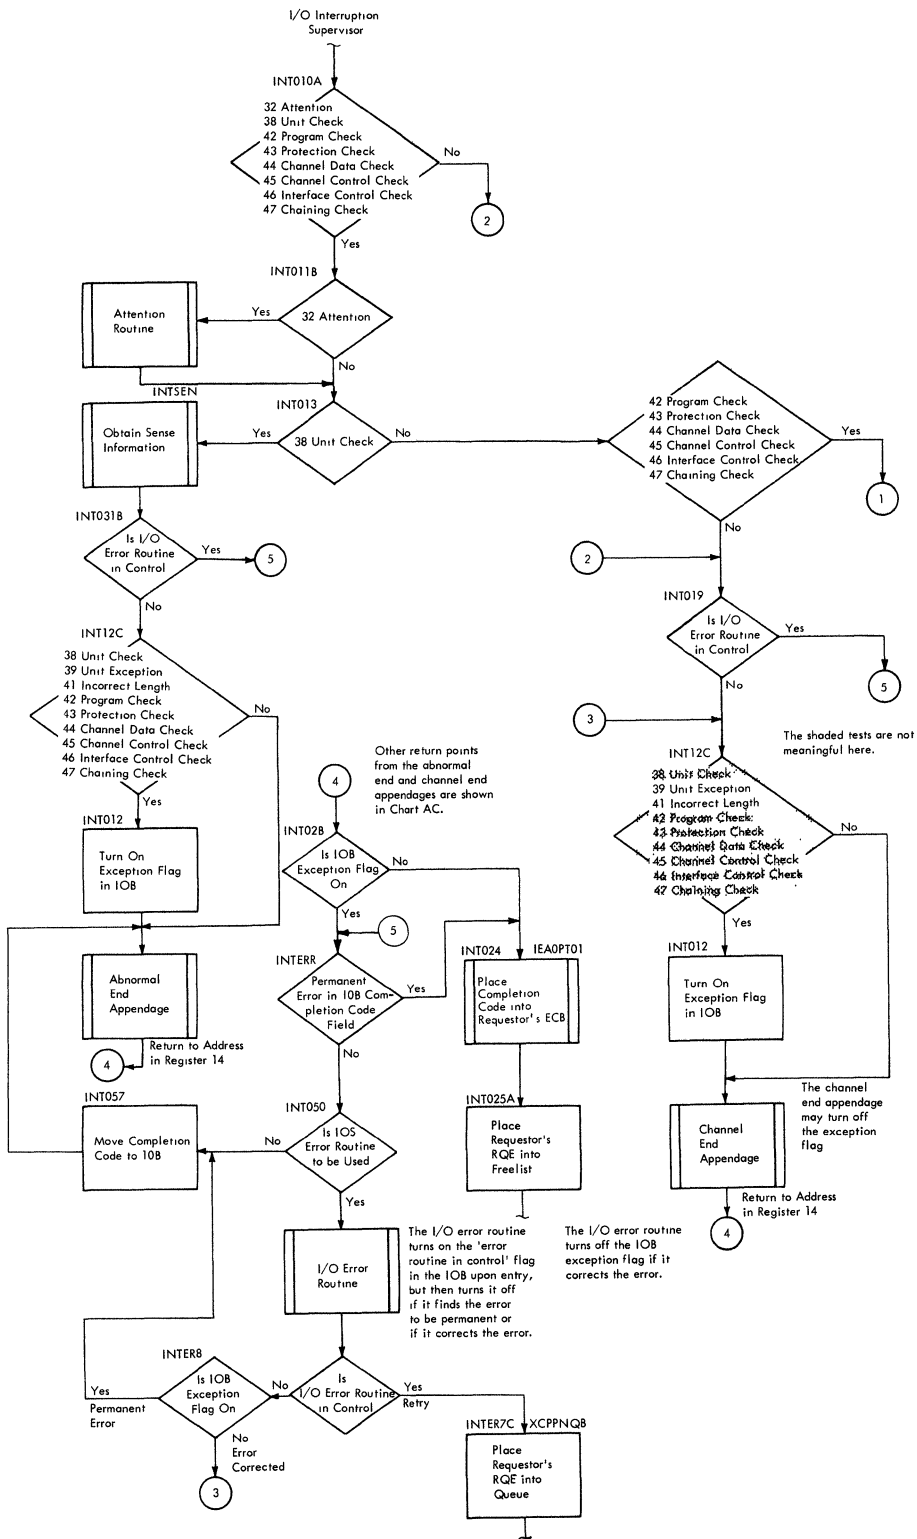 I/O Interruption
Supervisor
INT010A
32 Attention
38 Unit Check
42 Program Check
43 Protection Check
44 Channel Data Check
45 Channel Control Check
46 Interface Control Check
47 Chaining Check
No
2
Yes
INT011B
32 Attention
Yes
Attention
Routine
No
INTSEN
INT013
38 Unit Check
Yes
No
Obtain Sense
Information
42 Program Check
43 Protection Check
44 Channel Data Check
45 Channel Control Check
46 Interface Control Check
47 Chaining Check
Yes
1
No
2
INT031B
Is I/O
Error Routine
in Control
Yes
5
No
INT019
Is I/O
Error Routine
in Control
Yes
5
No
3
INT12C
38 Unit Check
39 Unit Exception
41 Incorrect Length
42 Program Check
43 Protection Check
44 Channel Data Check
45 Channel Control Check
46 Interface Control Check
47 Chaining Check
No
Yes
The shaded tests are not
meaningful here.
INT12C
38 Unit Check
39 Unit Exception
41 Incorrect Length
42 Program Check
43 Protection Check
44 Channel Data Check
45 Channel Control Check
46 Interface Control Check
47 Chaining Check
No
Yes
Other return points
from the abnormal
end and channel end
appendages are shown
in Chart AC.
4
INT02B
Is IOB
Exception Flag
On
No
Yes
5
INT012
Turn On
Exception Flag
in IOB
Abnormal
End
Appendage
Return to Address
in Register 14
4
INTERR
Permanent
Error in 10B Com-
pletion Code
Field
Yes
No
INT024
IEA0PT01
Place
Completion
Code into
Requestor's ECB
INT025A
Place
Requestor's
RQE into
Freelist
INT012
Turn On
Exception Flag
in IOB
The channel
end appendage
may turn off
the exception
flag
Channel
End
Appendage
Return to Address
in Register 14
4
INT057
Move Completion
Code to 10B
INT050
Is IOS
Error Routine
to be Used
No
Yes
I/O Error
Routine
The I/O error routine
turns on the 'error
routine in control' flag
in the IOB upon entry,
but then turns it off
if it finds the error
to be permanent or
if it corrects the error.
The I/O error routine
turns off the IOB
exception flag if it
corrects the error.
INTER8
Is IOB
Exception
Flag On
Yes
Permanent
Error
No
Error
Corrected
3
Is
I/O Error Routine
in Control
No
Yes
Retry
INTER7C
XCPPNQB
Place
Requestor's
RQE into
Queue